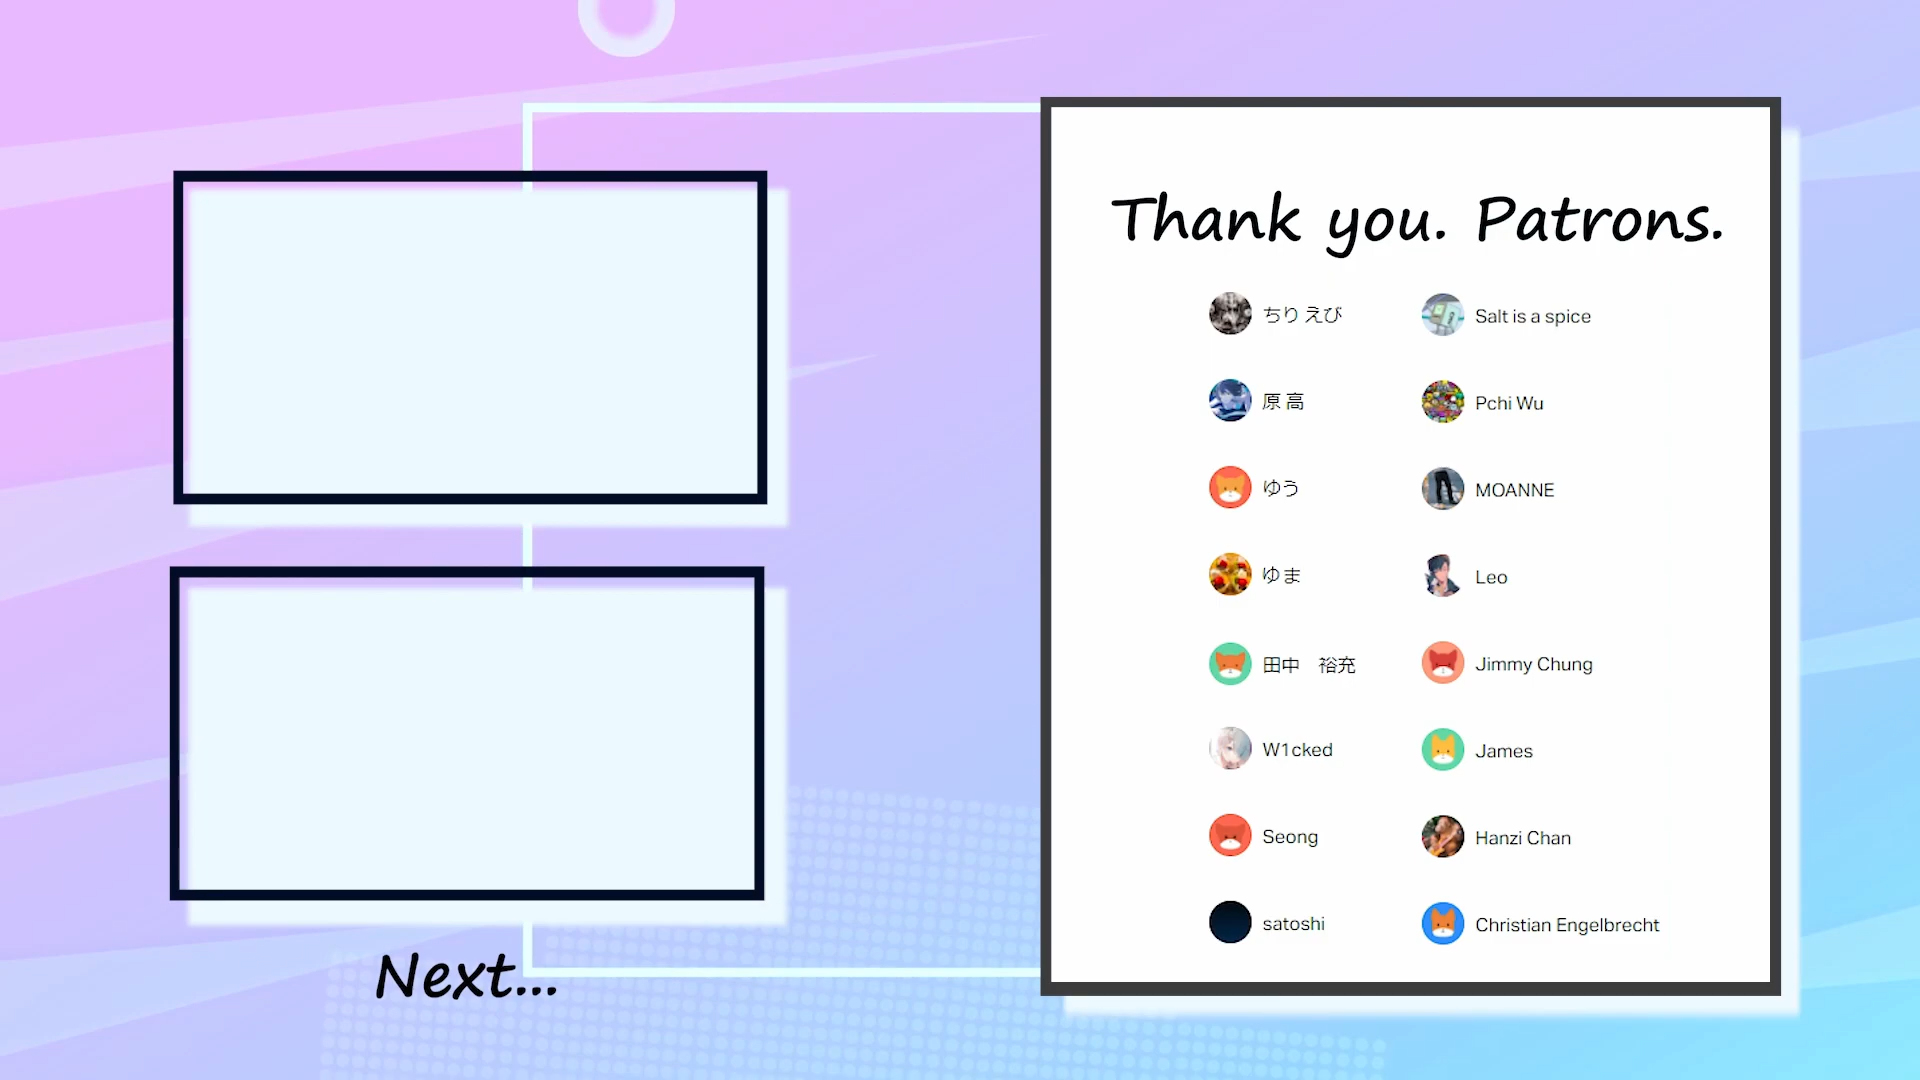 Thank you. Patrons.
ちり えび
Salt is a spice
原 高
Pchi Wu
ゆう
MOANNE
ゆま
Leo
田中　裕充
Jimmy Chung
W1cked
James
Seong
Hanzi Chan
satoshi
Christian Engelbrecht
Next...